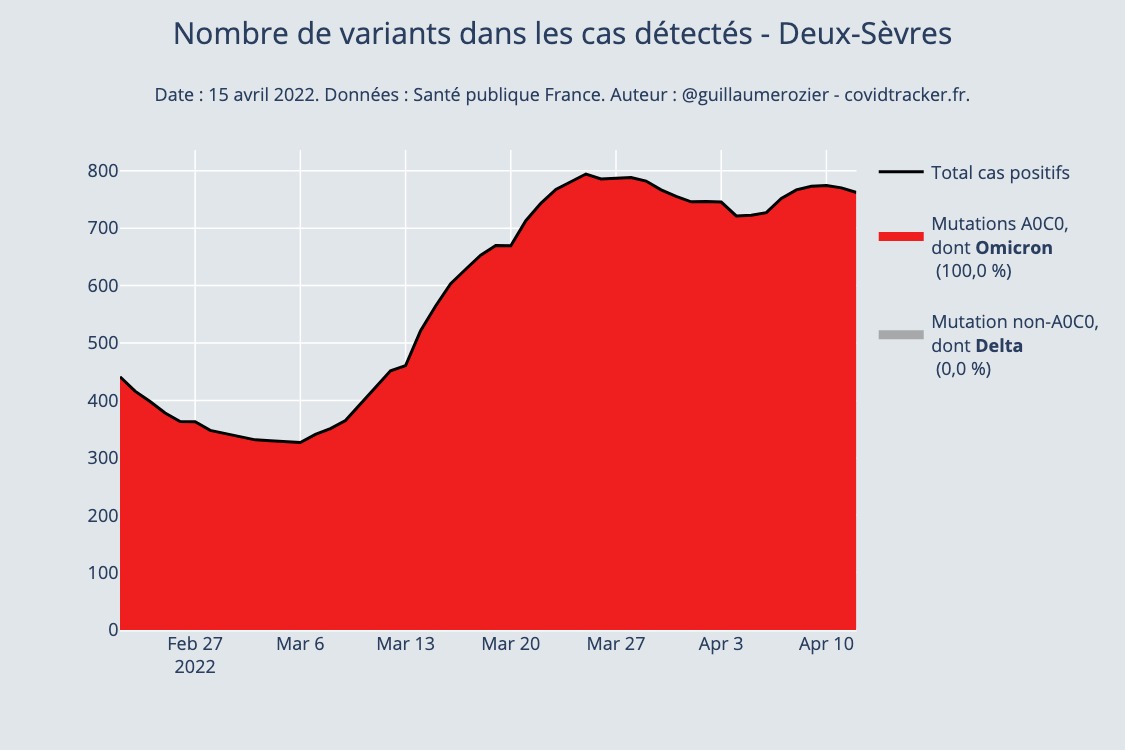 Nombre de variants dans les cas détectés - Deux-Sèvres
Date : 15 avril 2022. Données : Santé publique France. Auteur : @guillaumerozier - covidtracker.fr.
800
700
600
500
400
300
200
100
0
Feb 27
2022
Mar 6
Mar 13
Mar 20
Mar 27
Apr 3
Apr 10
Total cas positifs
Mutations A0C0,
dont Omicron
(100,0 %)
Mutation non-A0C0,
dont Delta
(0,0 %)